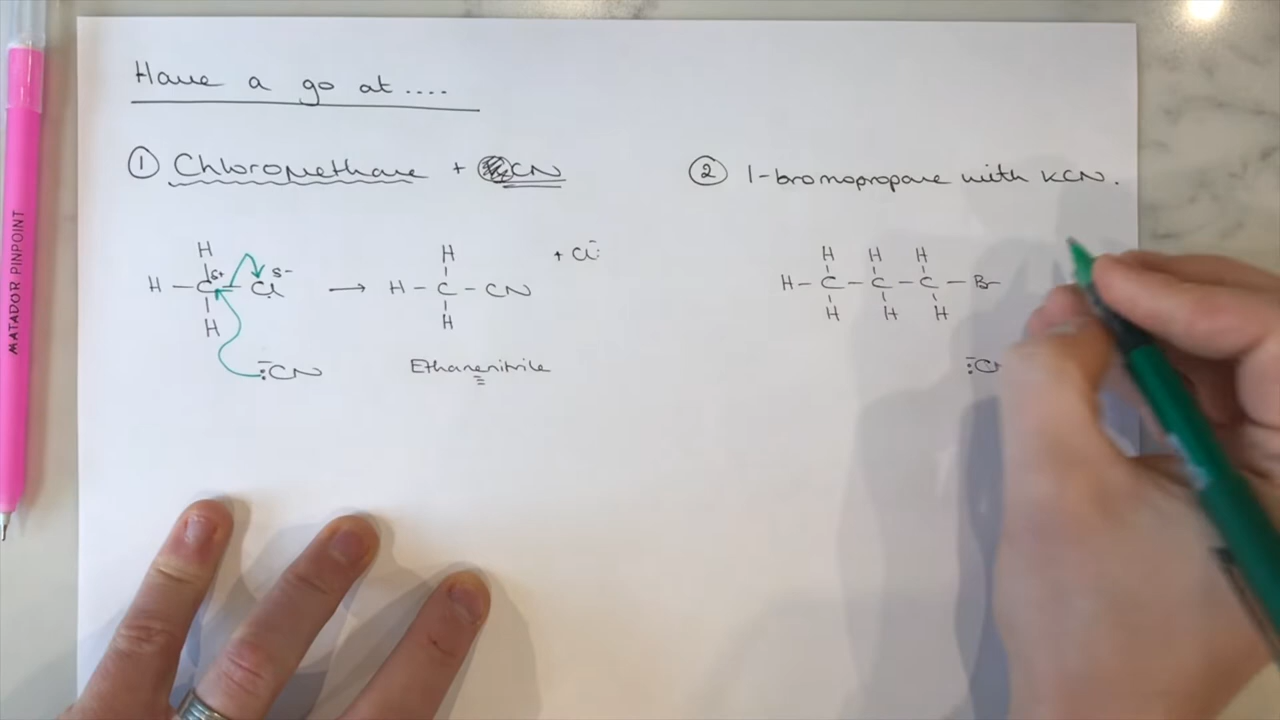 Have a go at ....
① Chloromethane + CN
H
H – C – Cl
δ+
δ-
H
:CN
→
H
H – C – CN
H
+ Cl:⁻
Ethanenitrile
② 1-bromopropane with KCN.
H H H
H – C – C – C – Br
H H H
MATADOR PINPOINT